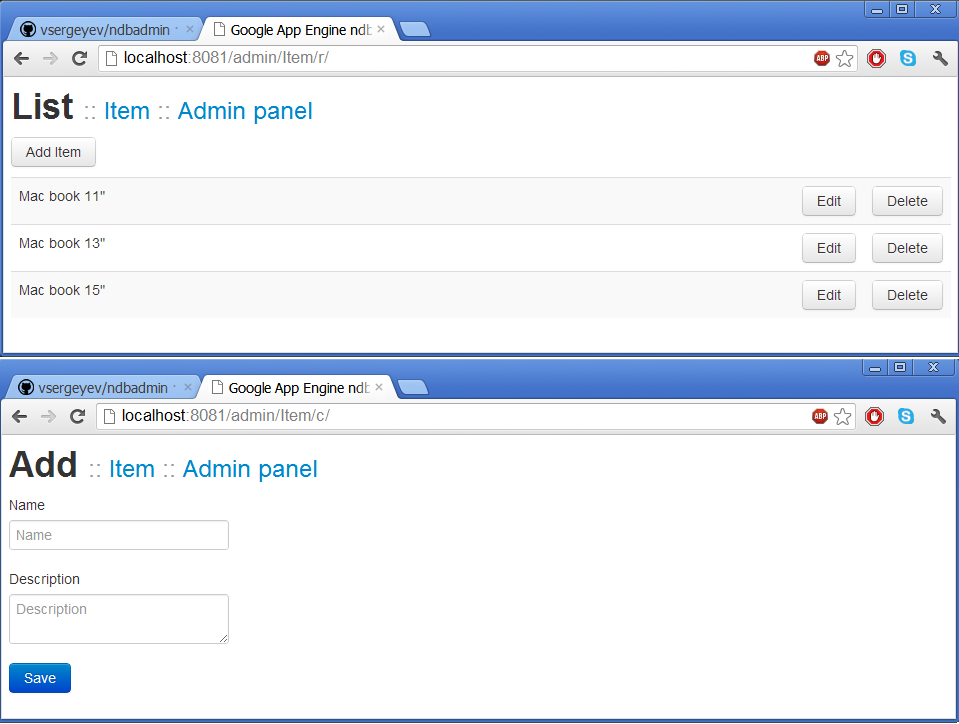 vsergeyev/ndbadmin
Google App Engine ndb
localhost:8081/admin/Item/r/
ABP
List :: Item :: Admin panel
Add Item
Mac book 11" Edit Delete
Mac book 13" Edit Delete
Mac book 15" Edit Delete
vsergeyev/ndbadmin
Google App Engine ndb
localhost:8081/admin/Item/c/
ABP
Add :: Item :: Admin panel
Name
Name
Description
Description
Save